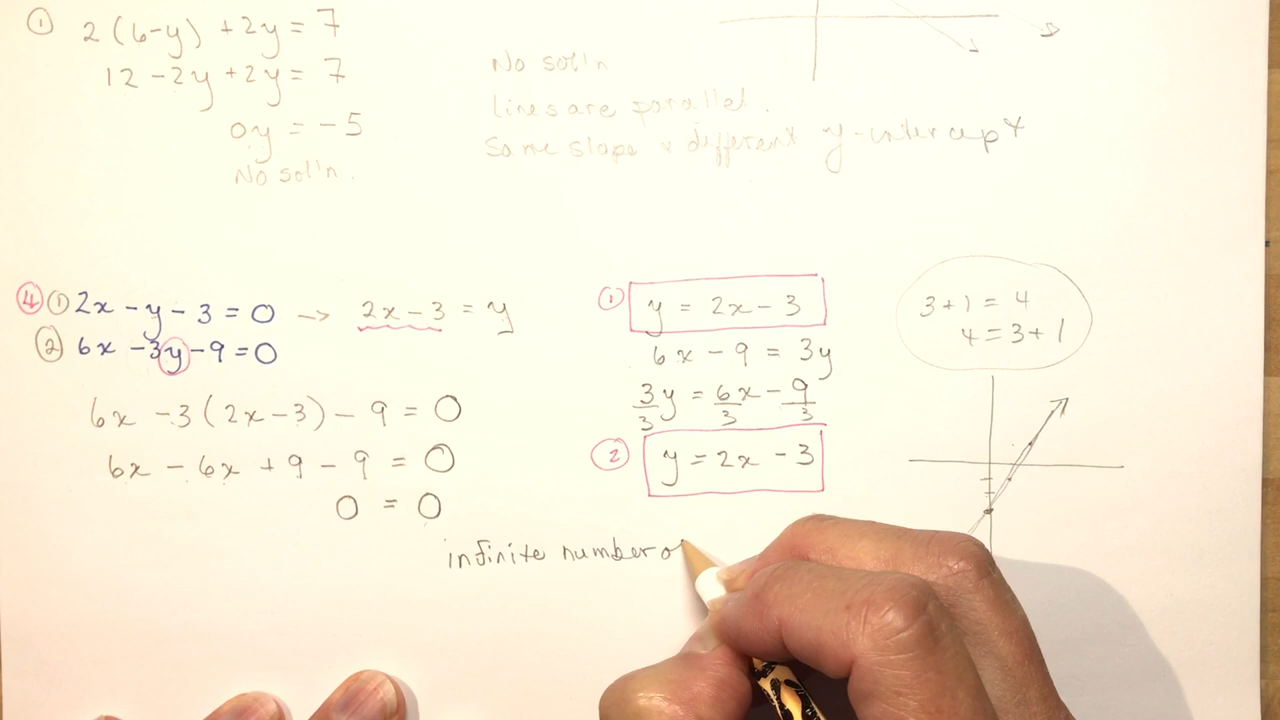 ① 2(6-y) + 2y = 7
12 - 2y + 2y = 7
0y = -5
No sol'n.
No sol'n
Lines are parallel.
Same slope & different y-intercept
④ ① 2x - y - 3 = 0 → 2x - 3 = y
② 6x - 3y - 9 = 0
6x - 3(2x-3) - 9 = 0
6x - 6x + 9 - 9 = 0
0 = 0
① y = 2x - 3
6x - 9 = 3y
3/3 y = 6x/3 - 9/3
② y = 2x - 3
3 + 1 = 4
4 = 3 + 1
infinite number o